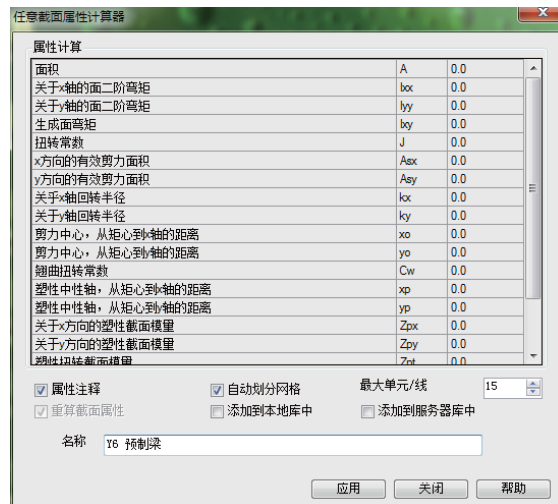 任意截面属性计算器
属性计算
面积 A 0.0
关于x轴的面二阶弯矩 Ixx 0.0
关于y轴的面二阶弯矩 Iyy 0.0
生成面弯矩 Ixy 0.0
扭转常数 J 0.0
x方向的有效剪力面积 Asx 0.0
y方向的有效剪力面积 Asy 0.0
关乎x轴回转半径 kx 0.0
关于y轴回转半径 ky 0.0
剪力中心，从矩心到x轴的距离 xo 0.0
剪力中心，从矩心到y轴的距离 yo 0.0
翘曲扭转常数 Cw 0.0
塑性中性轴，从矩心到x轴的距离 xp 0.0
塑性中性轴，从矩心到y轴的距离 yp 0.0
关于x方向的塑性截面模量 Zpx 0.0
关于y方向的塑性截面模量 Zpy 0.0
塑性扭转截面模量 Zpt 0.0
属性注释 自动划分网格 最大单元/线 15
重算截面属性 添加到本地库中 添加到服务器库中
名称 Y6 预制梁
应用 关闭 帮助